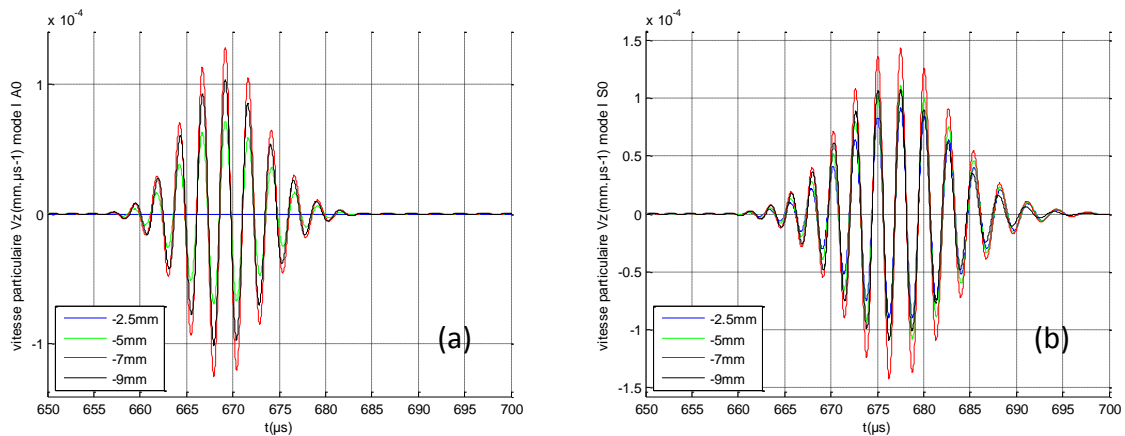 x 10-4
1
0
-1
vitesse particulaire Vz(mm.µs-1) mode l A0
-2.5mm
-5mm
-7mm
-9mm
(a)
650 655 660 665 670 675 680 685 690 695 700
t(µs)
x 10-4
1.5
1
0.5
0
-0.5
-1
-1.5
vitesse particulaire Vz(mm.µs-1) mode l S0
-2.5mm
-5mm
-7mm
-9mm
(b)
650 655 660 665 670 675 680 685 690 695 700
t(µs)